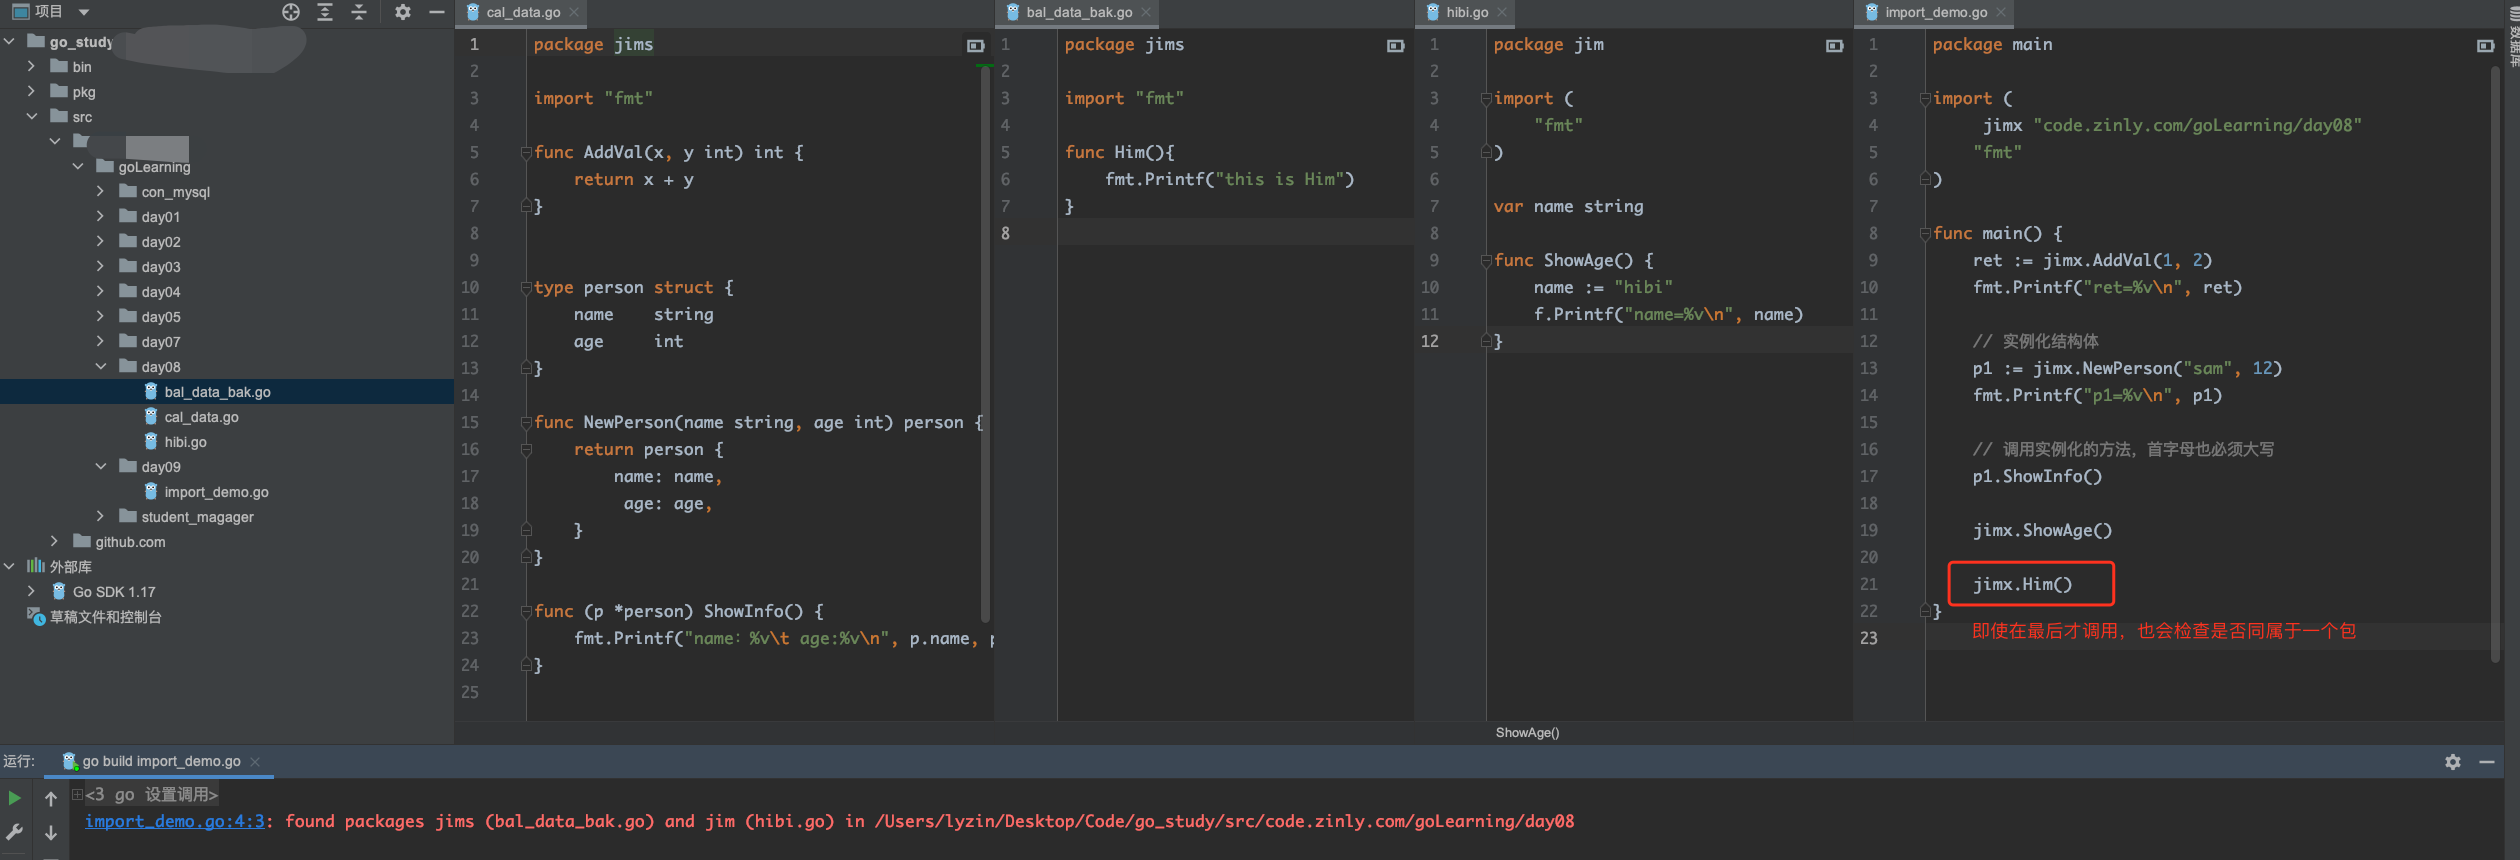 项目
go_study
bin
pkg
src
goLearning
con_mysql
day01
day02
day03
day04
day05
day07
day08
bal_data_bak.go
cal_data.go
hibi.go
day09
import_demo.go
student_magager
github.com
外部库
Go SDK 1.17
草稿文件和控制台
cal_data.go
1 package jims
2
3 import "fmt"
4
5 func AddVal(x, y int) int {
6 return x + y
7 }
8
9
10 type person struct {
11 name string
12 age int
13 }
14
15 func NewPerson(name string, age int) person {
16 return person {
17 name: name,
18 age: age,
19 }
20 }
21
22 func (p *person) ShowInfo() {
23 fmt.Printf("name: %v\t age:%v\n", p.name, p
24 }
25
bal_data_bak.go
1 package jims
2
3 import "fmt"
4
5 func Him(){
6 fmt.Printf("this is Him")
7 }
8
hibi.go
1 package jim
2
3 import (
4 "fmt"
5 )
6
7 var name string
8
9 func ShowAge() {
10 name := "hibi"
11 f.Printf("name=%v\n", name)
12 }
ShowAge()
import_demo.go
1 package main
2
3 import (
4 jimx "code.zinly.com/goLearning/day08"
5 "fmt"
6 )
7
8 func main() {
9 ret := jimx.AddVal(1, 2)
10 fmt.Printf("ret=%v\n", ret)
11
12 // 实例化结构体
13 p1 := jimx.NewPerson("sam", 12)
14 fmt.Printf("p1=%v\n", p1)
15
16 // 调用实例化的方法，首字母也必须大写
17 p1.ShowInfo()
18
19 jimx.ShowAge()
20
21 jimx.Him()
22 }
23 即使在最后才调用，也会检查是否同属于一个包
数据库
运行: go build import_demo.go
<3 go 设置调用>
import_demo.go:4:3: found packages jims (bal_data_bak.go) and jim (hibi.go) in /Users/lyzin/Desktop/Code/go_study/src/code.zinly.com/goLearning/day08